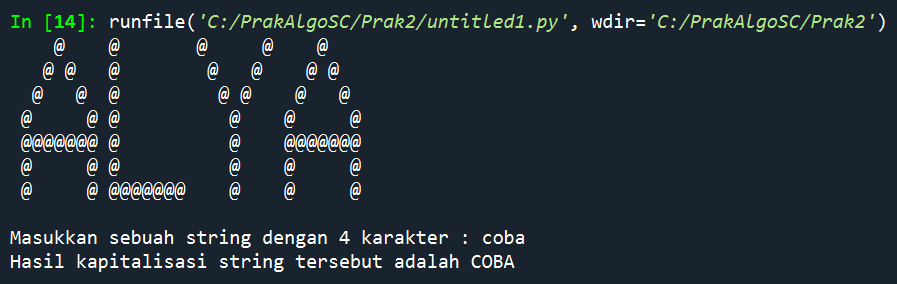 In [14]: runfile('C:/PrakAlgoSC/Prak2/untitled1.py', wdir='C:/PrakAlgoSC/Prak2')
    @    @       @     @    @
   @ @   @        @   @    @ @
  @   @  @         @ @    @   @
 @     @ @          @    @     @
 @@@@@@@ @          @    @@@@@@@
 @     @ @          @    @     @
 @     @ @@@@@@@    @    @     @
Masukkan sebuah string dengan 4 karakter : coba
Hasil kapitalisasi string tersebut adalah COBA